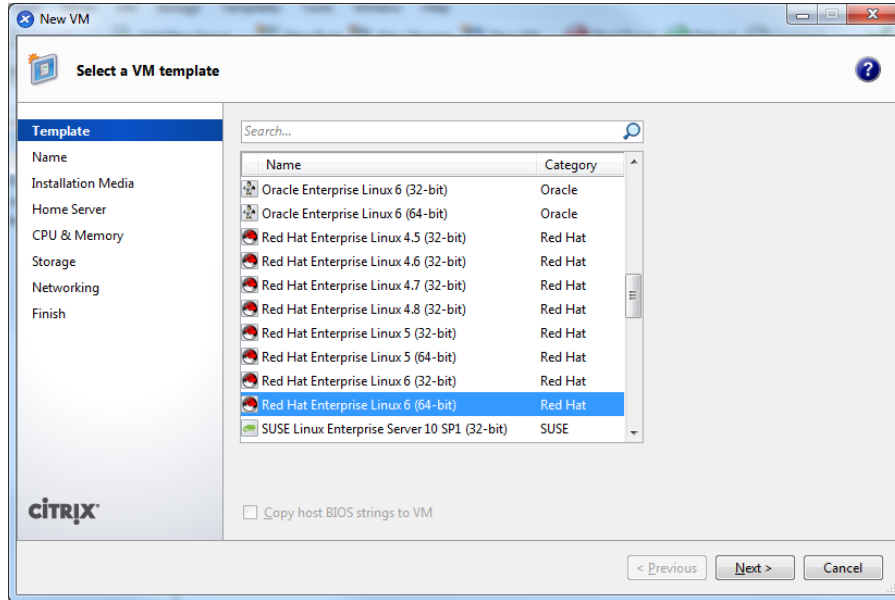 New VM
Select a VM template
Template
Name
Installation Media
Home Server
CPU & Memory
Storage
Networking
Finish
Search...
Name Category
Oracle Enterprise Linux 6 (32-bit) Oracle
Oracle Enterprise Linux 6 (64-bit) Oracle
Red Hat Enterprise Linux 4.5 (32-bit) Red Hat
Red Hat Enterprise Linux 4.6 (32-bit) Red Hat
Red Hat Enterprise Linux 4.7 (32-bit) Red Hat
Red Hat Enterprise Linux 4.8 (32-bit) Red Hat
Red Hat Enterprise Linux 5 (32-bit) Red Hat
Red Hat Enterprise Linux 5 (64-bit) Red Hat
Red Hat Enterprise Linux 6 (32-bit) Red Hat
Red Hat Enterprise Linux 6 (64-bit) Red Hat
SUSE Linux Enterprise Server 10 SP1 (32-bit) SUSE
CİTRİX
Copy host BIOS strings to VM
< Previous Next > Cancel